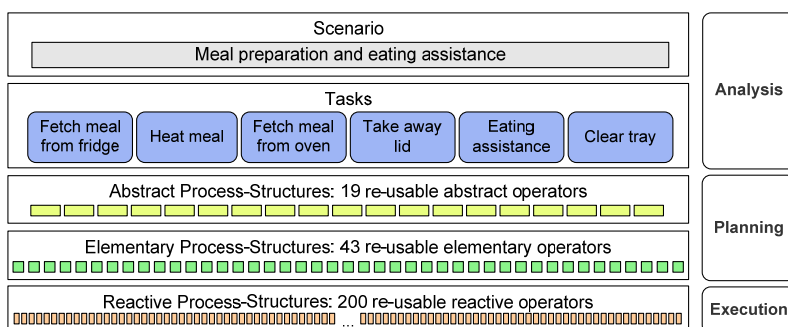 Scenario
Meal preparation and eating assistance
Analysis
Tasks
Fetch meal
from fridge
Heat meal
Fetch meal
from oven
Take away
lid
Eating
assistance
Clear tray
Abstract Process-Structures: 19 re-usable abstract operators
Planning
Elementary Process-Structures: 43 re-usable elementary operators
Reactive Process-Structures: 200 re-usable reactive operators
...
Execution